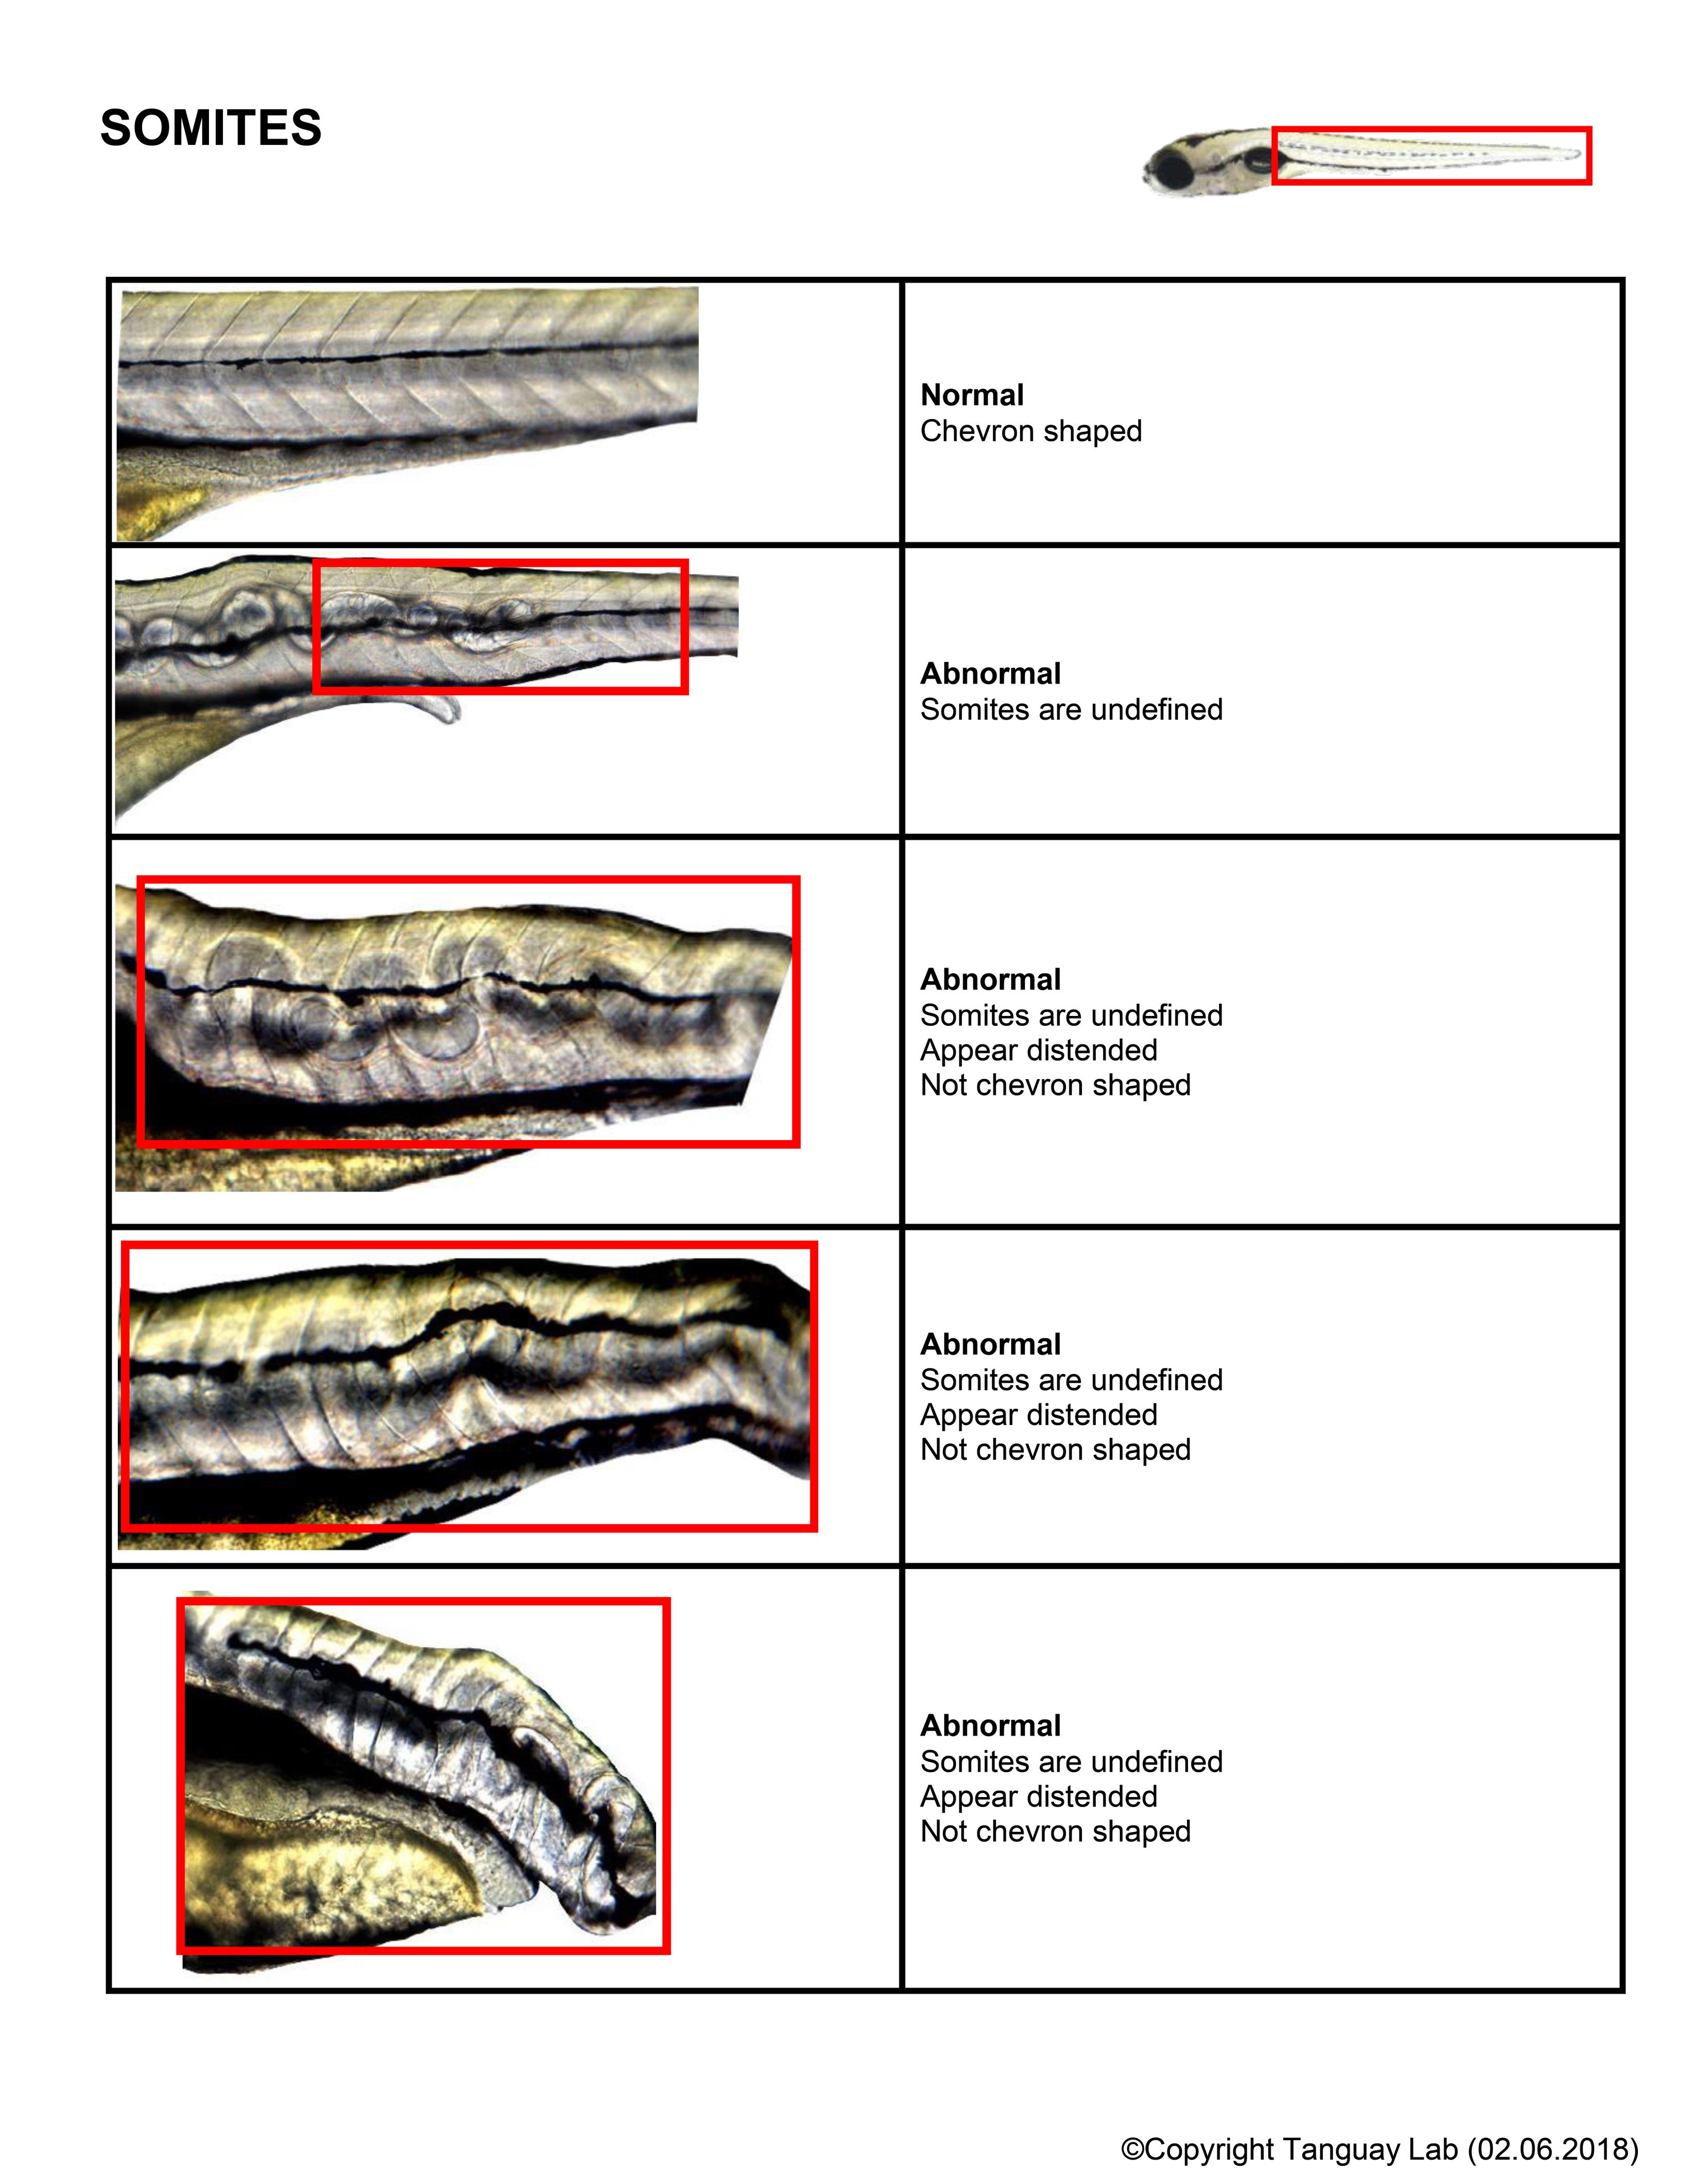 SOMITES
Normal
Chevron shaped
Abnormal
Somites are undefined
Abnormal
Somites are undefined
Appear distended
Not chevron shaped
Abnormal
Somites are undefined
Appear distended
Not chevron shaped
Abnormal
Somites are undefined
Appear distended
Not chevron shaped
©Copyright Tanguay Lab (02.06.2018)